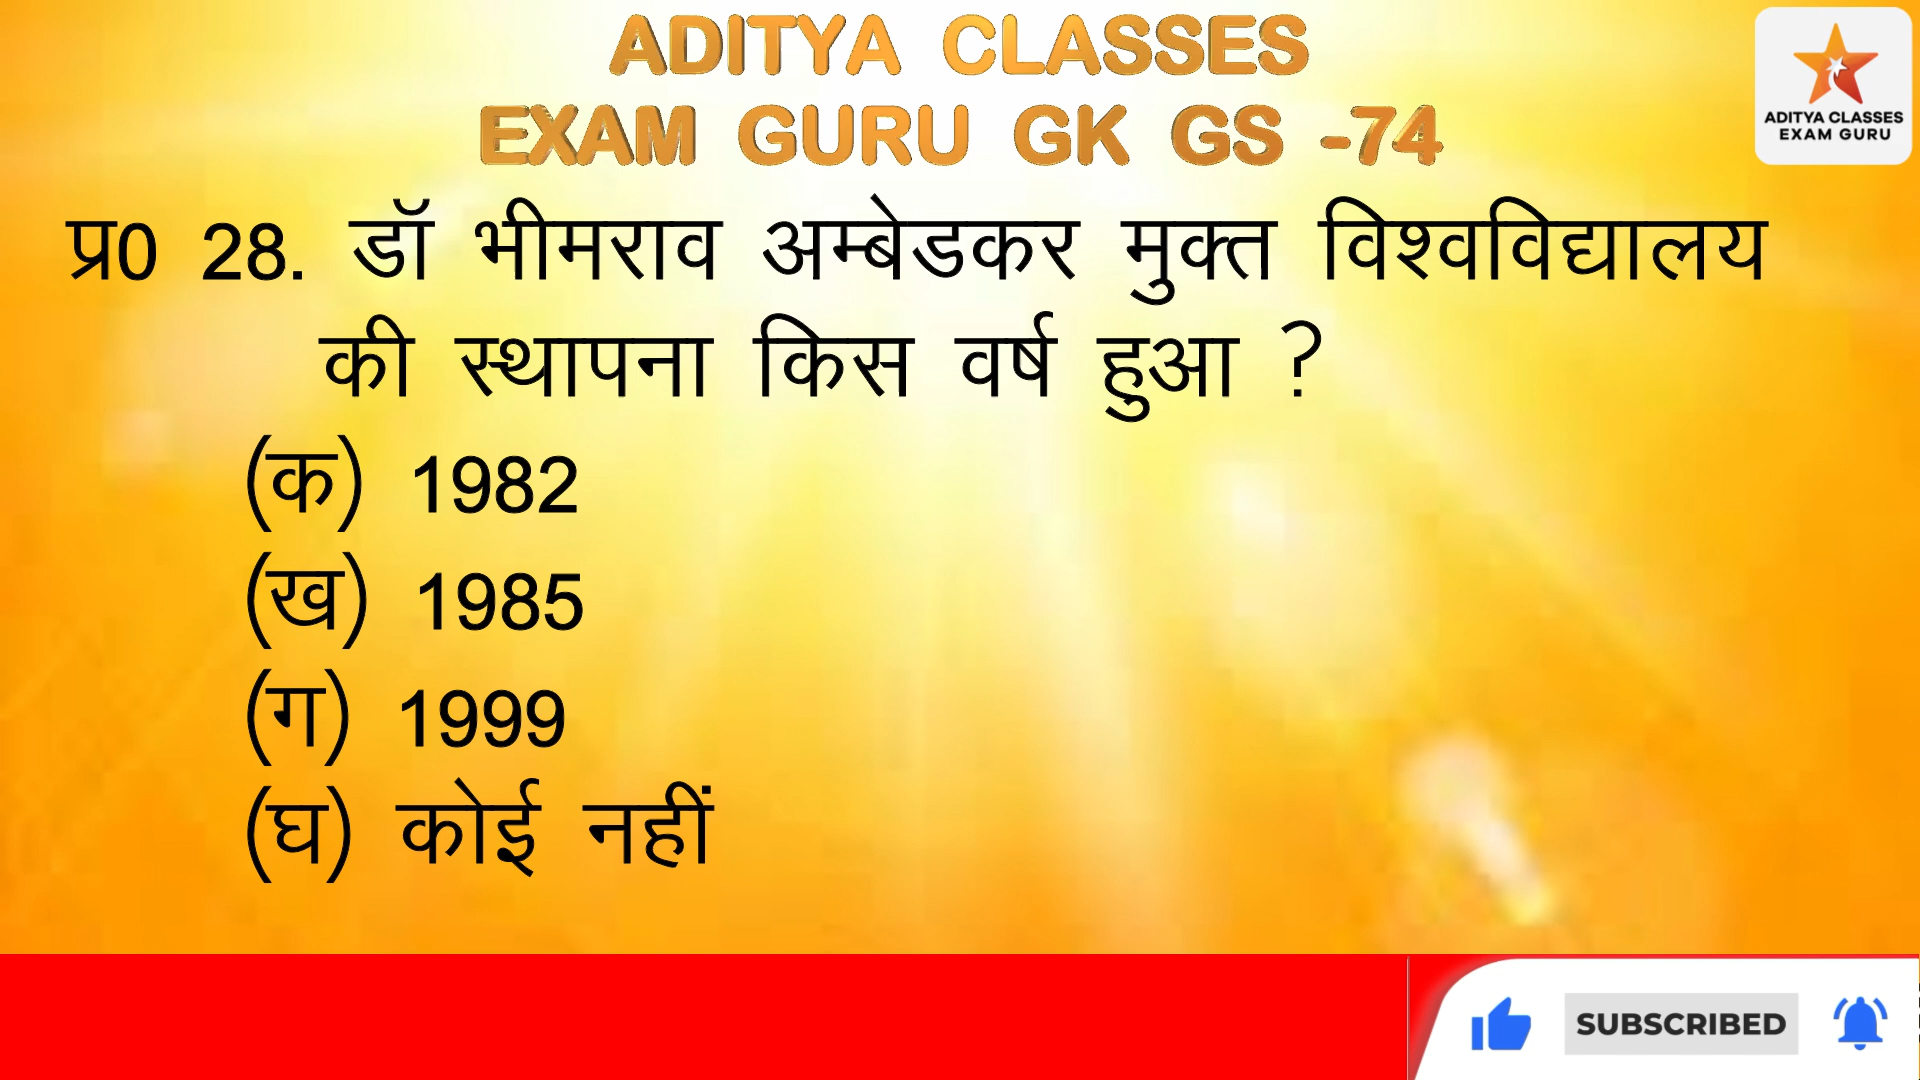 ADITYA CLASSES
EXAM GURU GK GS -74
ADITYA CLASSES
EXAM GURU
प्र0 28. डॉ भीमराव अम्बेडकर मुक्त विश्वविद्यालय
की स्थापना किस वर्ष हुआ ?
(क) 1982
(ख) 1985
(ग) 1999
(घ) कोई नहीं
SUBSCRIBED